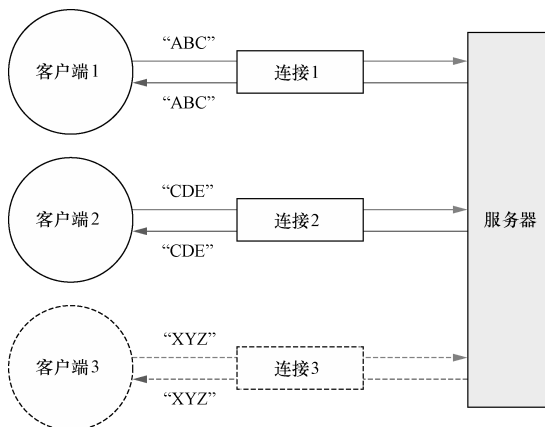 “ABC”
客户端1
连接1
“ABC”
“CDE”
客户端2
连接2
服务器
“CDE”
“XYZ”
客户端3
连接3
“XYZ”